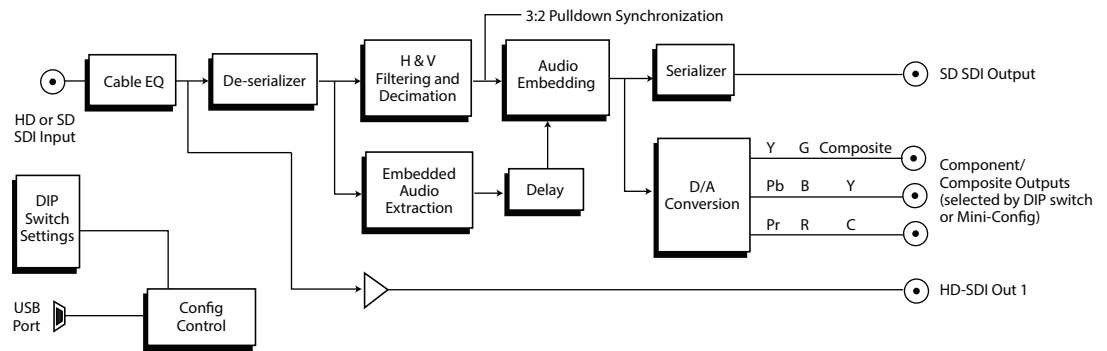 3:2 Pulldown Synchronization
HD or SD
SDI Input
Cable EQ
De-serializer
H & V
Filtering and
Decimation
Audio
Embedding
Serializer
SD SDI Output
Embedded
Audio
Extraction
Delay
D/A
Conversion
Y G Composite
Pb B Y
Pr R C
Component/
Composite Outputs
(selected by DIP switch
or Mini-Config)
DIP
Switch
Settings
USB
Port
Config
Control
HD-SDI Out 1